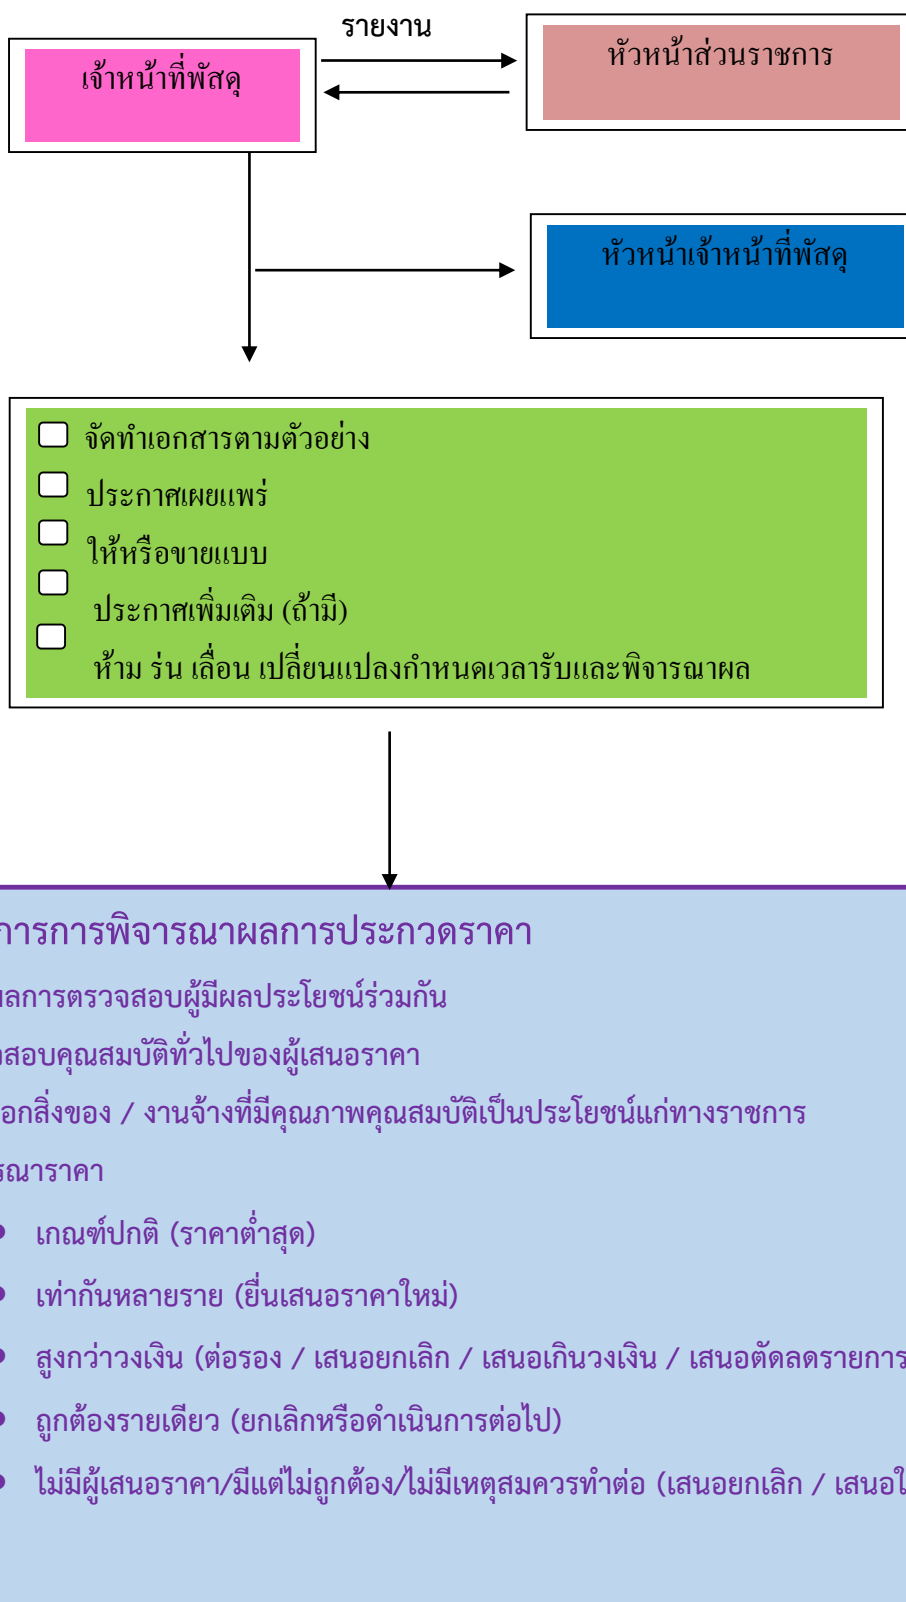 รายงาน
เจ้าหน้าที่พัสดุ
หัวหน้าส่วนราชการ
หัวหน้าเจ้าหน้าที่พัสดุ
จัดทำเอกสารตามตัวอย่าง
ประกาศเผยแพร่
ให้หรือขายแบบ
ประกาศเพิ่มเติม (ถ้ามี)
ห้าม ร่น เลื่อน เปลี่ยนแปลงกำหนดเวลารับและพิจารณาผล
การการพิจารณาผลการประกวดราคา
ผลการตรวจสอบผู้มีผลประโยชน์ร่วมกัน
สอบคุณสมบัติทั่วไปของผู้เสนอราคา
อกสิ่งของ / งานจ้างที่มีคุณภาพคุณสมบัติเป็นประโยชน์แก่ทางราชการ
รณาราคา
• เกณฑ์ปกติ (ราคาต่ำสุด)
• เท่ากันหลายราย (ยื่นเสนอราคาใหม่)
• สูงกว่าวงเงิน (ต่อรอง / เสนอยกเลิก / เสนอเกินวงเงิน / เสนอตัดลดรายการ
• ถูกต้องรายเดียว (ยกเลิกหรือดำเนินการต่อไป)
• ไม่มีผู้เสนอราคา/มีแต่ไม่ถูกต้อง/ไม่มีเหตุสมควรทำต่อ (เสนอยกเลิก / เสนอใ